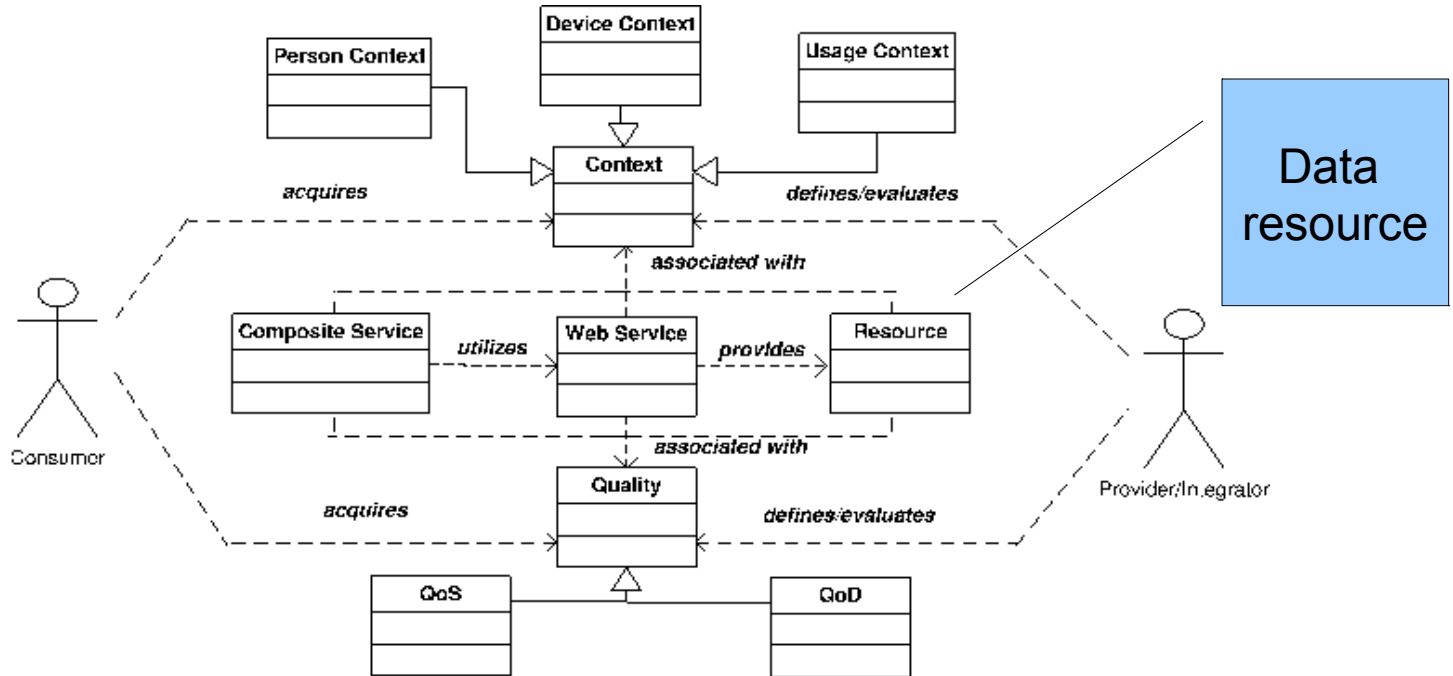 Device Context
Person Context
Usage Context
Data
resource
Context
acquires
defines/evaluates
associated with
Composite Service
utilizes
Web Service
provides
Resource
associated with
Consumer
Provider/Integrator
Quality
acquires
defines/evaluates
QoS
QoD